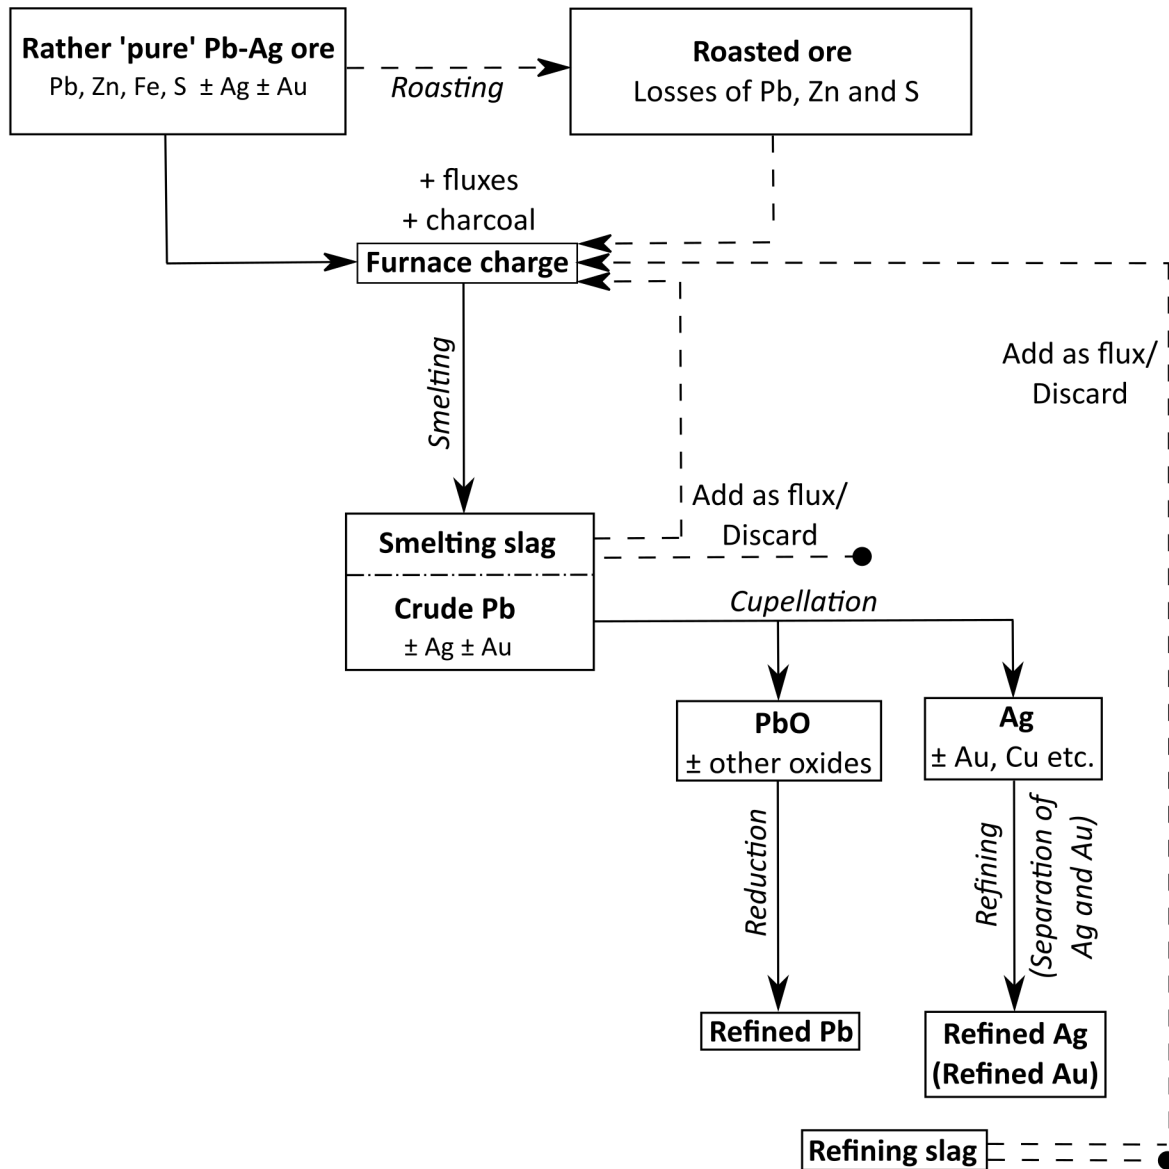 Rather 'pure' Pb-Ag ore
Pb, Zn, Fe, S ± Ag ± Au
Roasting
Roasted ore
Losses of Pb, Zn and S
+ fluxes
+ charcoal
Furnace charge
Smelting
Add as flux/
Discard
Smelting slag
Add as flux/
Discard
Crude Pb
± Ag ± Au
Cupellation
PbO
± other oxides
Ag
± Au, Cu etc.
Reduction
Refining
(Separation of
Ag and Au)
Refined Pb
Refined Ag
(Refined Au)
Refining slag